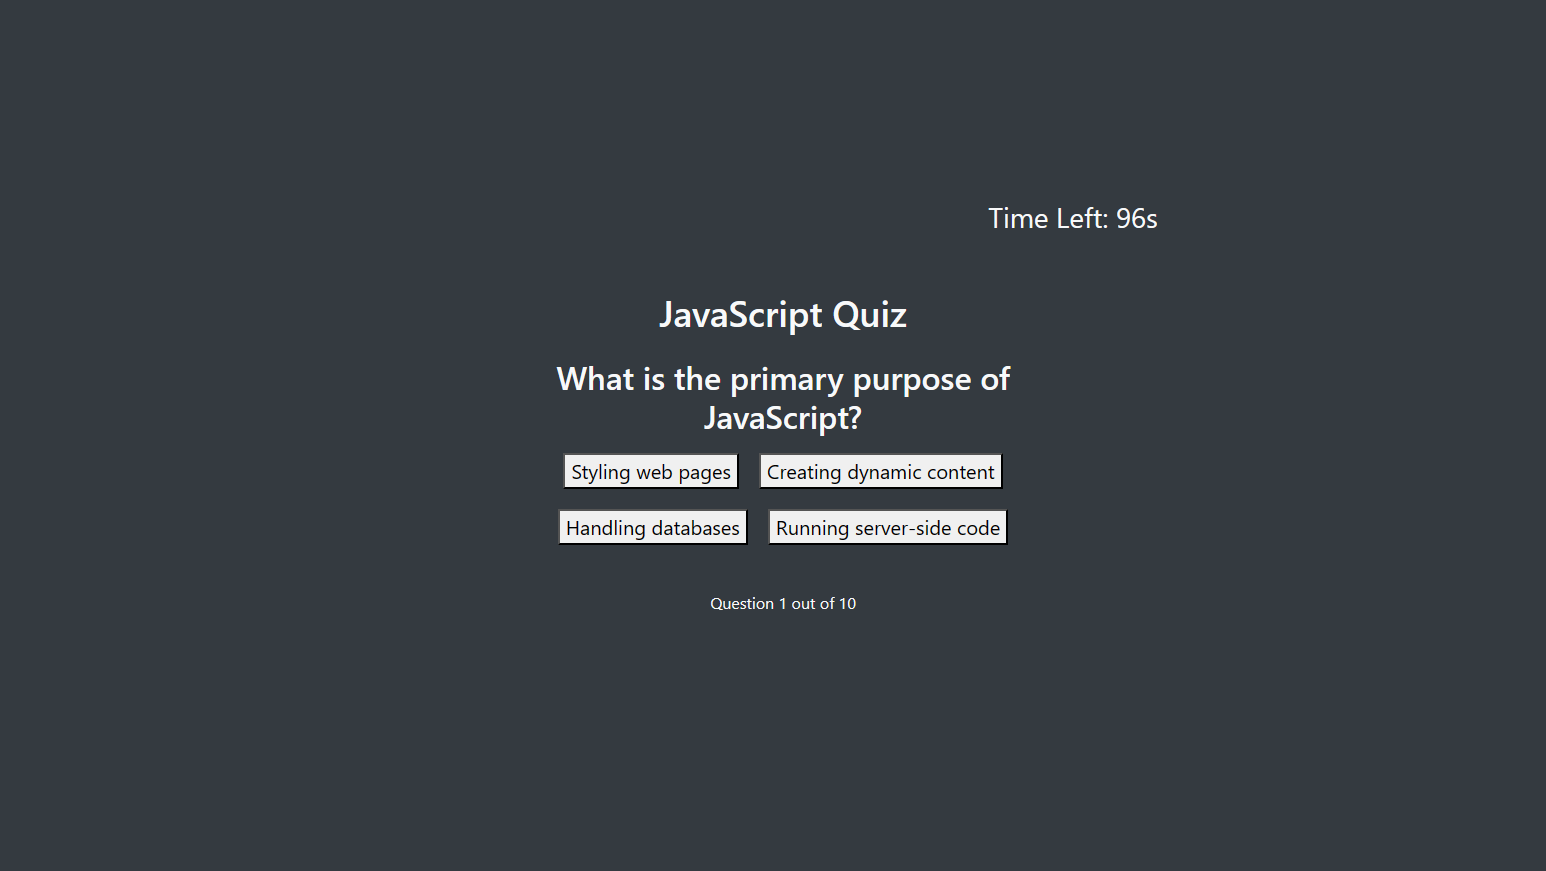 Time Left: 96s
JavaScript Quiz
What is the primary purpose of
JavaScript?
Styling web pages
Creating dynamic content
Handling databases
Running server-side code
Question 1 out of 10